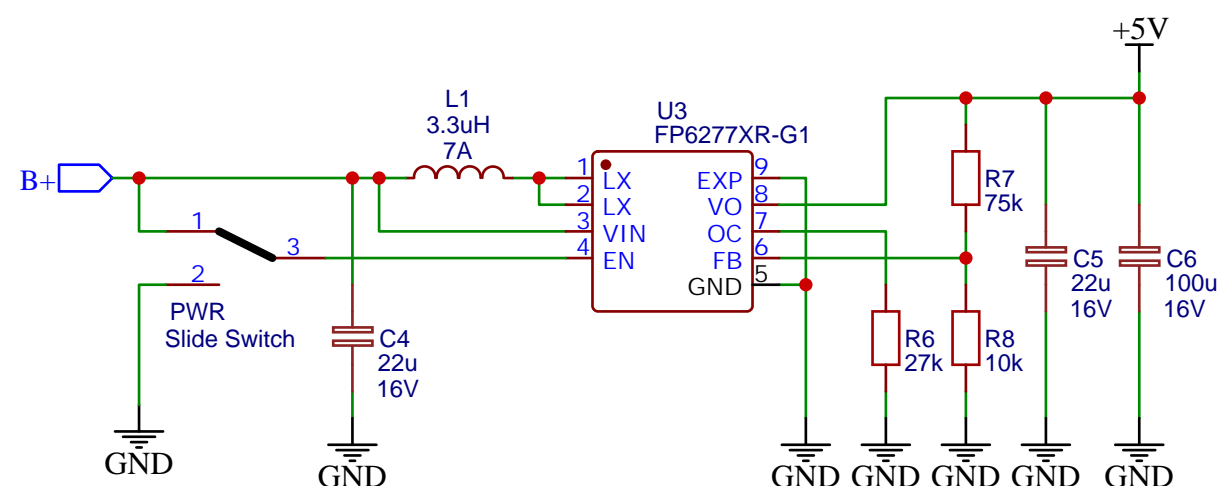 +5V
L1
3.3uH
7A
U3
FP6277XR-G1
B+
1
2
3
PWR
Slide Switch
GND
C4
22u
16V
GND
1
LX
2
LX
3
VIN
4
EN
9
EXP
8
VO
7
OC
6
FB
5
GND
R7
75k
R6
27k
R8
10k
C5
22u
16V
C6
100u
16V
GND
GND
GND
GND
GND